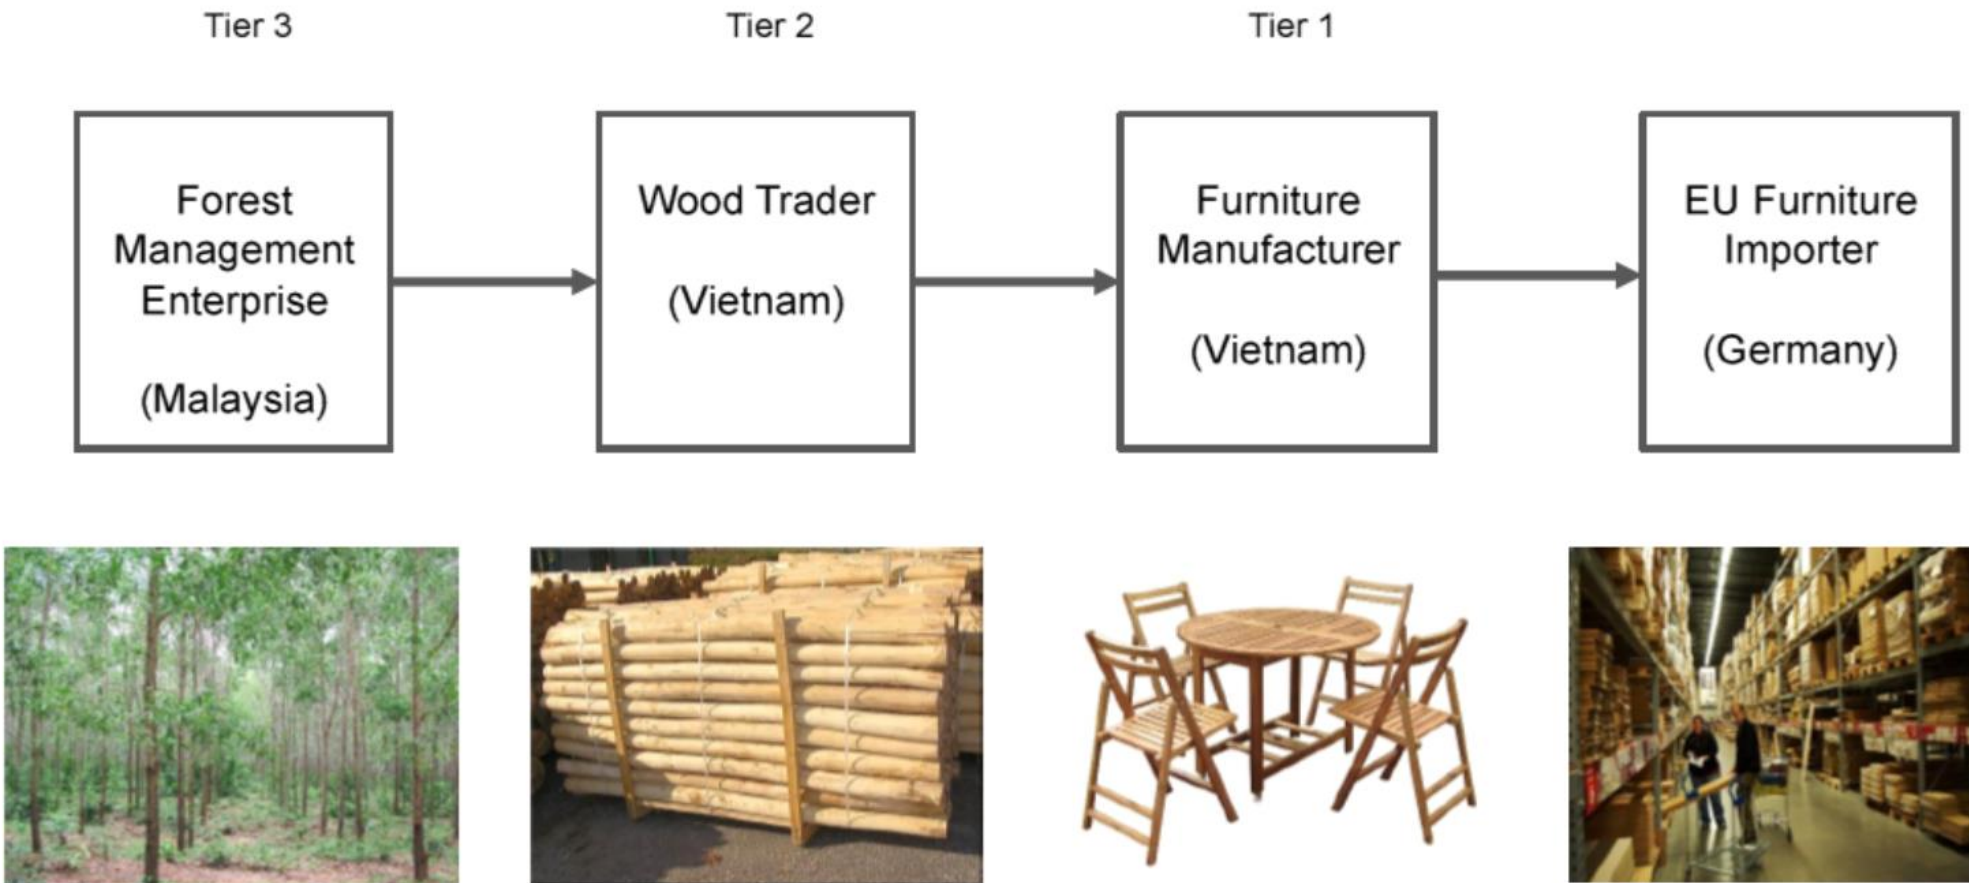 Tier 3
Tier 2
Tier 1
Forest
Management
Enterprise
(Malaysia)
Wood Trader
(Vietnam)
Furniture
Manufacturer
(Vietnam)
EU Furniture
Importer
(Germany)